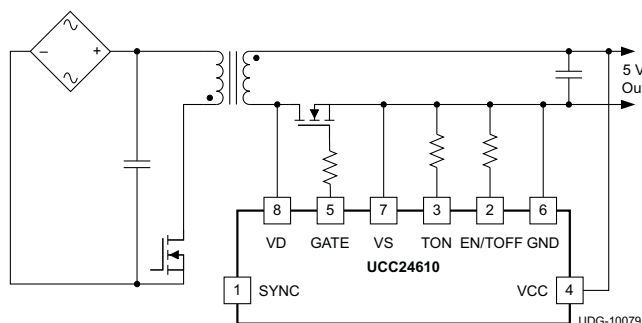 − +
5 V
Ou
8 5 7 3 2 6
VD GATE VS TON EN/TOFF GND
UCC24610
1 SYNC VCC 4
UDG-10079